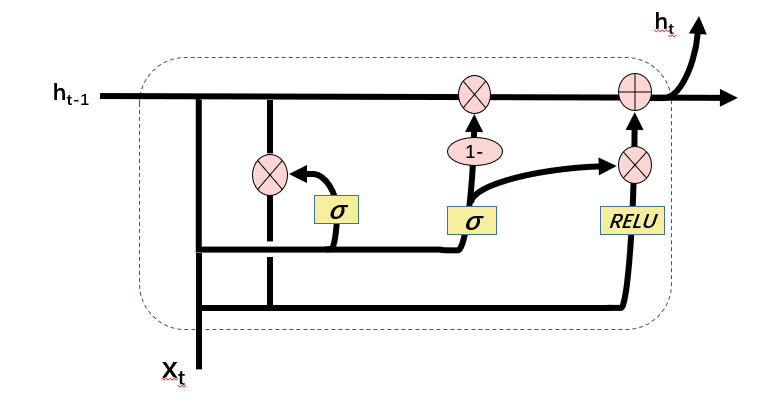 h_t
h_t-1
1-
σ
σ
RELU
X_t